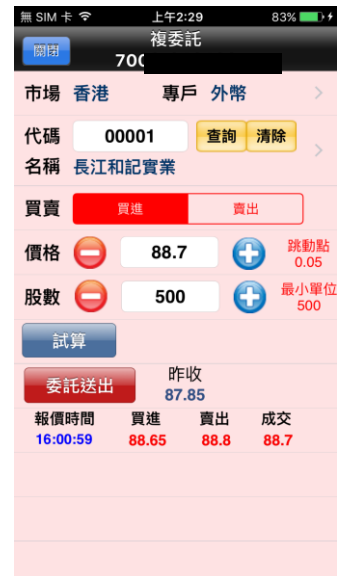 無 SIM 卡 上午2:29 83%
關閉 複委託
700
市場 香港 專戶 外幣
代碼 00001 查詢 清除
名稱 長江和記實業
買賣 買進 賣出
價格 88.7 跳動點
0.05
股數 500 最小單位
500
試算
委託送出 昨收
87.85
報價時間 買進 賣出 成交
16:00:59 88.65 88.8 88.7